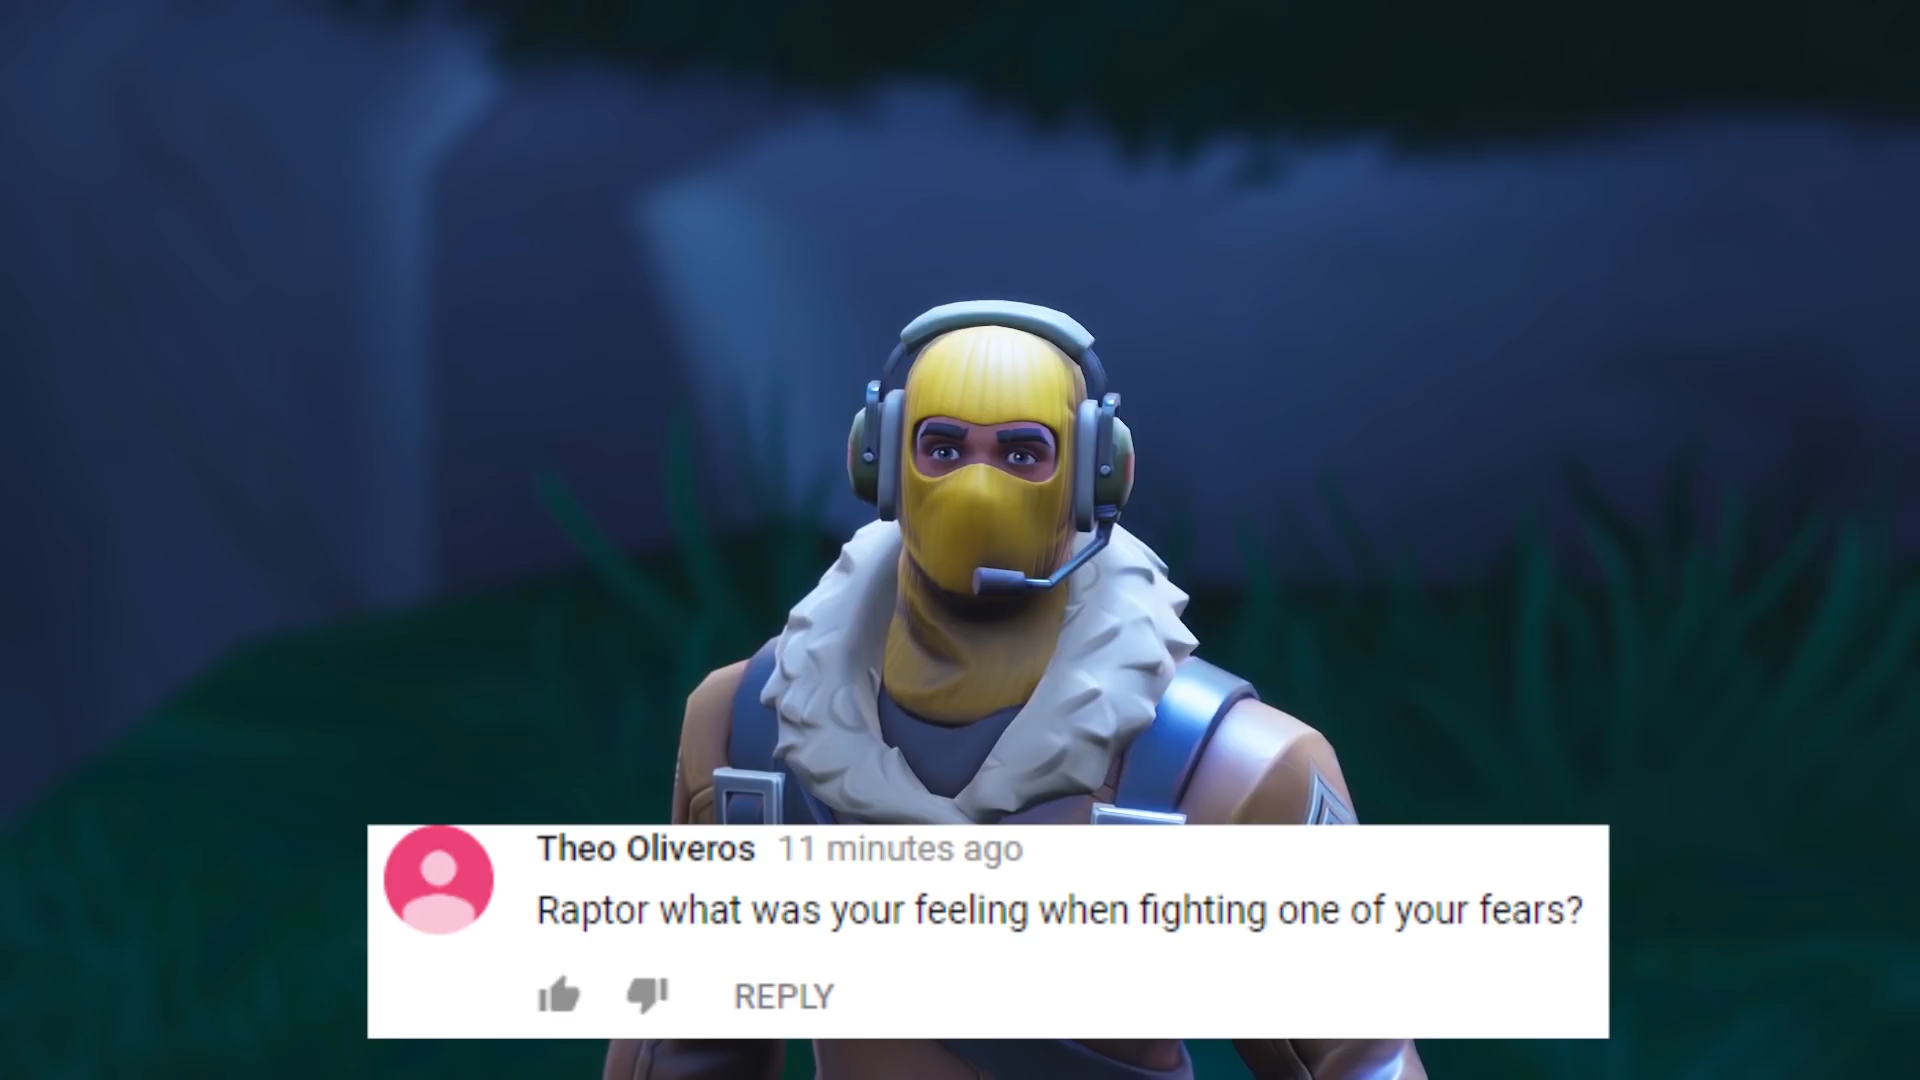 Theo Oliveros 11 minutes ago
Raptor what was your feeling when fighting one of your fears?
REPLY